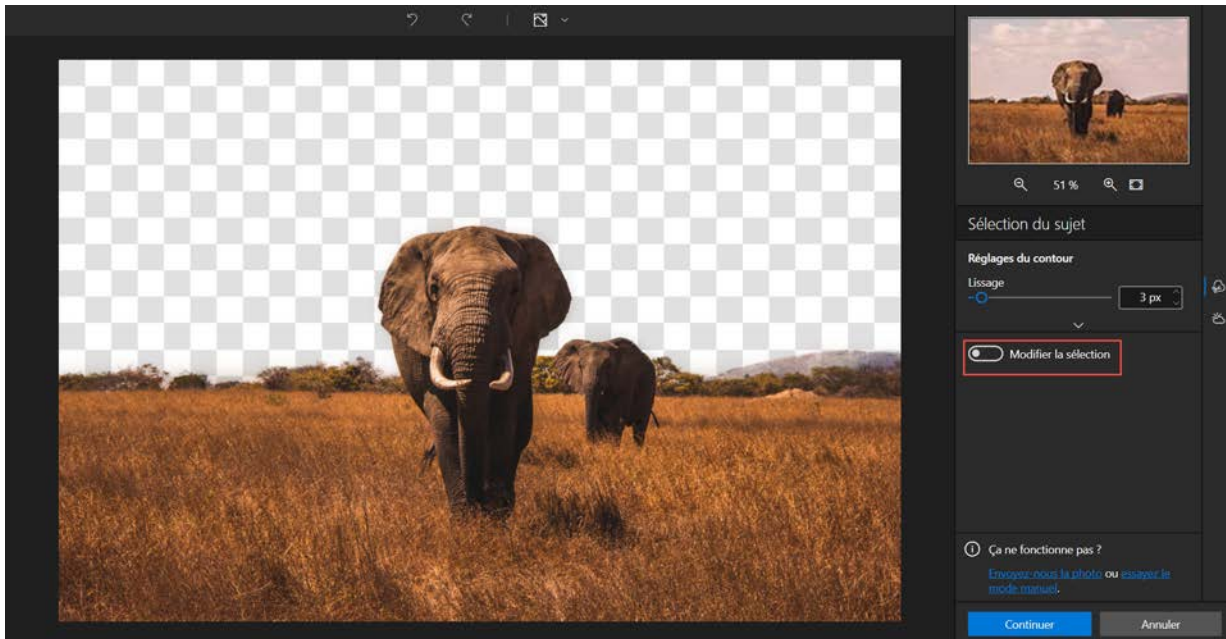 51 %
Sélection du sujet
Réglages du contour
Lissage
3 px
Modifier la sélection
Ça ne fonctionne pas ?
Envoyez-nous la photo ou essayez le
mode manuel.
Continuer
Annuler